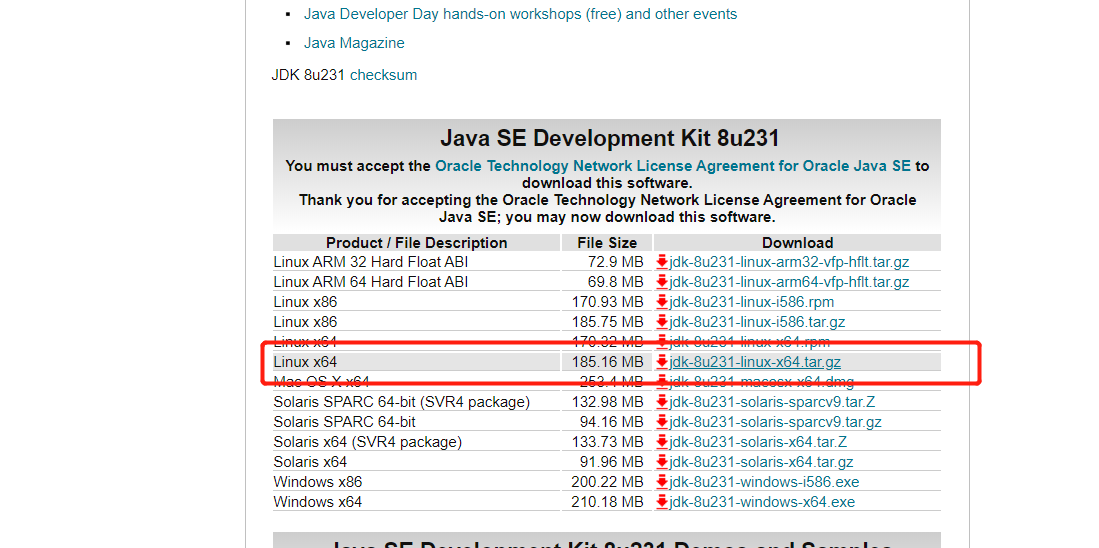 Java Developer Day hands-on workshops (free) and other events
Java Magazine
JDK 8u231 checksum
Java SE Development Kit 8u231
You must accept the Oracle Technology Network License Agreement for Oracle Java SE to
download this software.
Thank you for accepting the Oracle Technology Network License Agreement for Oracle
Java SE; you may now download this software.
Product / File Description File Size Download
Linux ARM 32 Hard Float ABI 72.9 MB jdk-8u231-linux-arm32-vfp-hflt.tar.gz
Linux ARM 64 Hard Float ABI 69.8 MB jdk-8u231-linux-arm64-vfp-hflt.tar.gz
Linux x86 170.93 MB jdk-8u231-linux-i586.rpm
Linux x86 185.75 MB jdk-8u231-linux-i586.tar.gz
Linux x64 170.32 MB jdk-8u231-linux-x64.rpm
Linux x64 185.16 MB jdk-8u231-linux-x64.tar.gz
Mac OS X x64 253.4 MB jdk-8u231-macosx-x64.dmg
Solaris SPARC 64-bit (SVR4 package) 132.98 MB jdk-8u231-solaris-sparcv9.tar.Z
Solaris SPARC 64-bit 94.16 MB jdk-8u231-solaris-sparcv9.tar.gz
Solaris x64 (SVR4 package) 133.73 MB jdk-8u231-solaris-x64.tar.Z
Solaris x64 91.96 MB jdk-8u231-solaris-x64.tar.gz
Windows x86 200.22 MB jdk-8u231-windows-i586.exe
Windows x64 210.18 MB jdk-8u231-windows-x64.exe
Java SE Development Kit 8u231 Demos and Samples